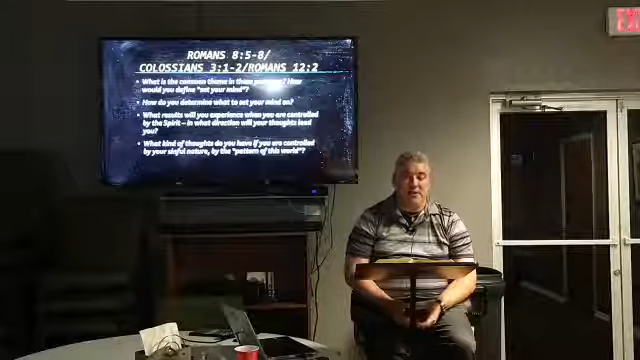 ROMANS 8:5-8/
COLOSSIANS 3:1-2/ROMANS 12:2
• What is the common theme in these passages? How
would you define "set your mind"?
• How do you determine what to set your mind on?
• What results will you experience when you are controlled
by the Spirit – in what direction will your thoughts lead
you?
• What kind of thoughts do you have if you are controlled
by your sinful nature, by the "pattern of this world"?
EXI